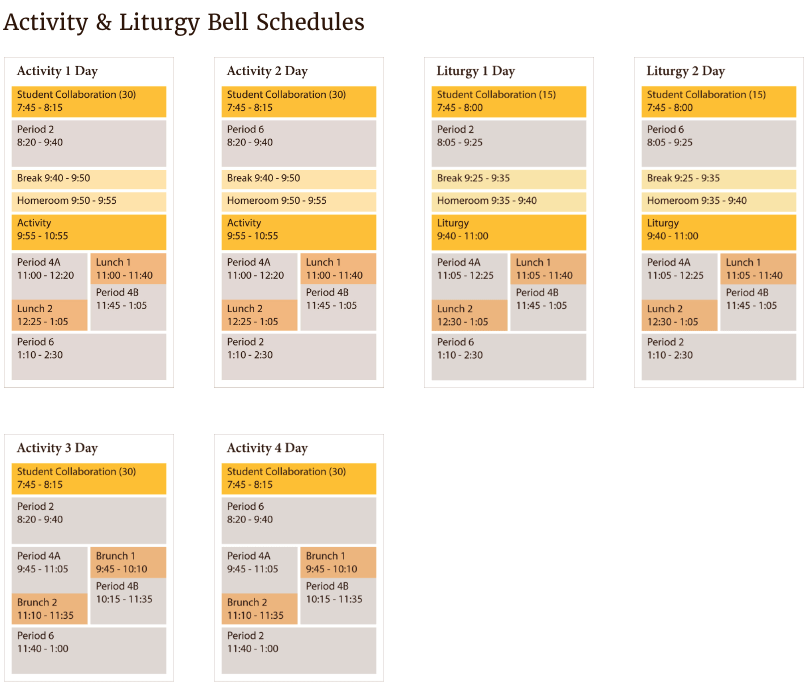 Activity & Liturgy Bell Schedules
Activity 1 Day
Student Collaboration (30)
7:45 - 8:15
Period 2
8:20 - 9:40
Break 9:40 - 9:50
Homeroom 9:50 - 9:55
Activity
9:55 - 10:55
Period 4A
11:00 - 12:20
Lunch 1
11:00 - 11:40
Lunch 2
12:25 - 1:05
Period 4B
11:45 - 1:05
Period 6
1:10 - 2:30
Activity 2 Day
Student Collaboration (30)
7:45 - 8:15
Period 6
8:20 - 9:40
Break 9:40 - 9:50
Homeroom 9:50 - 9:55
Activity
9:55 - 10:55
Period 4A
11:00 - 12:20
Lunch 1
11:00 - 11:40
Lunch 2
12:25 - 1:05
Period 4B
11:45 - 1:05
Period 2
1:10 - 2:30
Liturgy 1 Day
Student Collaboration (15)
7:45 - 8:00
Period 2
8:05 - 9:25
Break 9:25 - 9:35
Homeroom 9:35 - 9:40
Liturgy
9:40 - 11:00
Period 4A
11:05 - 12:25
Lunch 1
11:05 - 11:40
Lunch 2
12:30 - 1:05
Period 4B
11:45 - 1:05
Period 6
1:10 - 2:30
Liturgy 2 Day
Student Collaboration (15)
7:45 - 8:00
Period 6
8:05 - 9:25
Break 9:25 - 9:35
Homeroom 9:35 - 9:40
Liturgy
9:40 - 11:00
Period 4A
11:05 - 12:25
Lunch 1
11:05 - 11:40
Lunch 2
12:30 - 1:05
Period 4B
11:45 - 1:05
Period 2
1:10 - 2:30
Activity 3 Day
Student Collaboration (30)
7:45 - 8:15
Period 2
8:20 - 9:40
Period 4A
9:45 - 11:05
Brunch 1
9:45 - 10:10
Brunch 2
11:10 - 11:35
Period 4B
10:15 - 11:35
Period 6
11:40 - 1:00
Activity 4 Day
Student Collaboration (30)
7:45 - 8:15
Period 6
8:20 - 9:40
Period 4A
9:45 - 11:05
Brunch 1
9:45 - 10:10
Brunch 2
11:10 - 11:35
Period 4B
10:15 - 11:35
Period 2
11:40 - 1:00